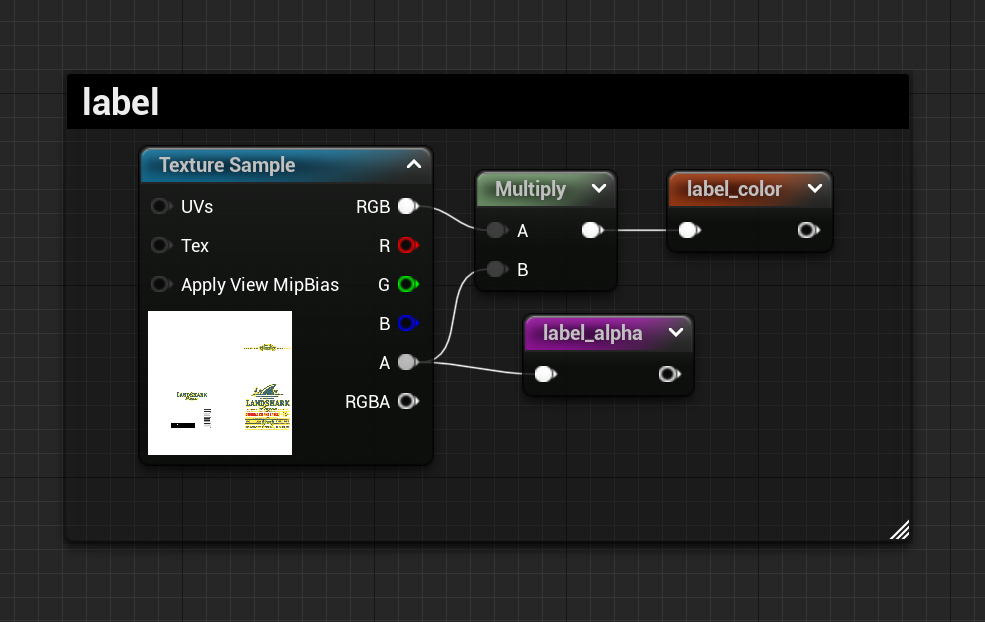 label
Texture Sample
UVs
RGB
Tex
R
Apply View MipBias
G
B
A
RGBA
LANDSHARK
LANDSHARK
Multiply
A
B
label_color
label_alpha